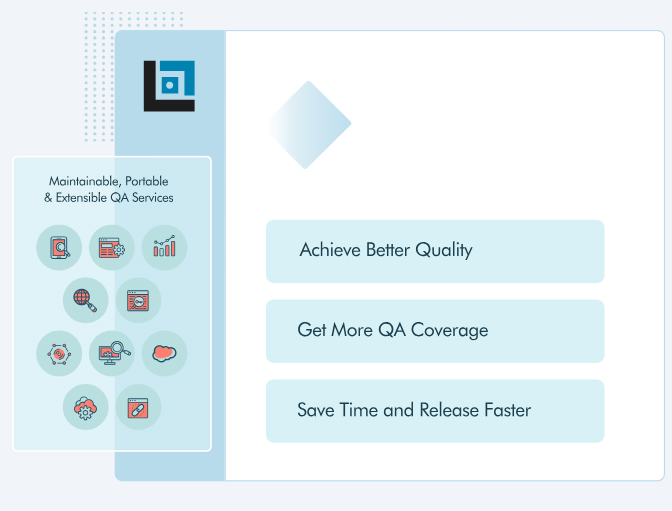 Maintainable, Portable
& Extensible QA Services
Achieve Better Quality
Get More QA Coverage
Save Time and Release Faster